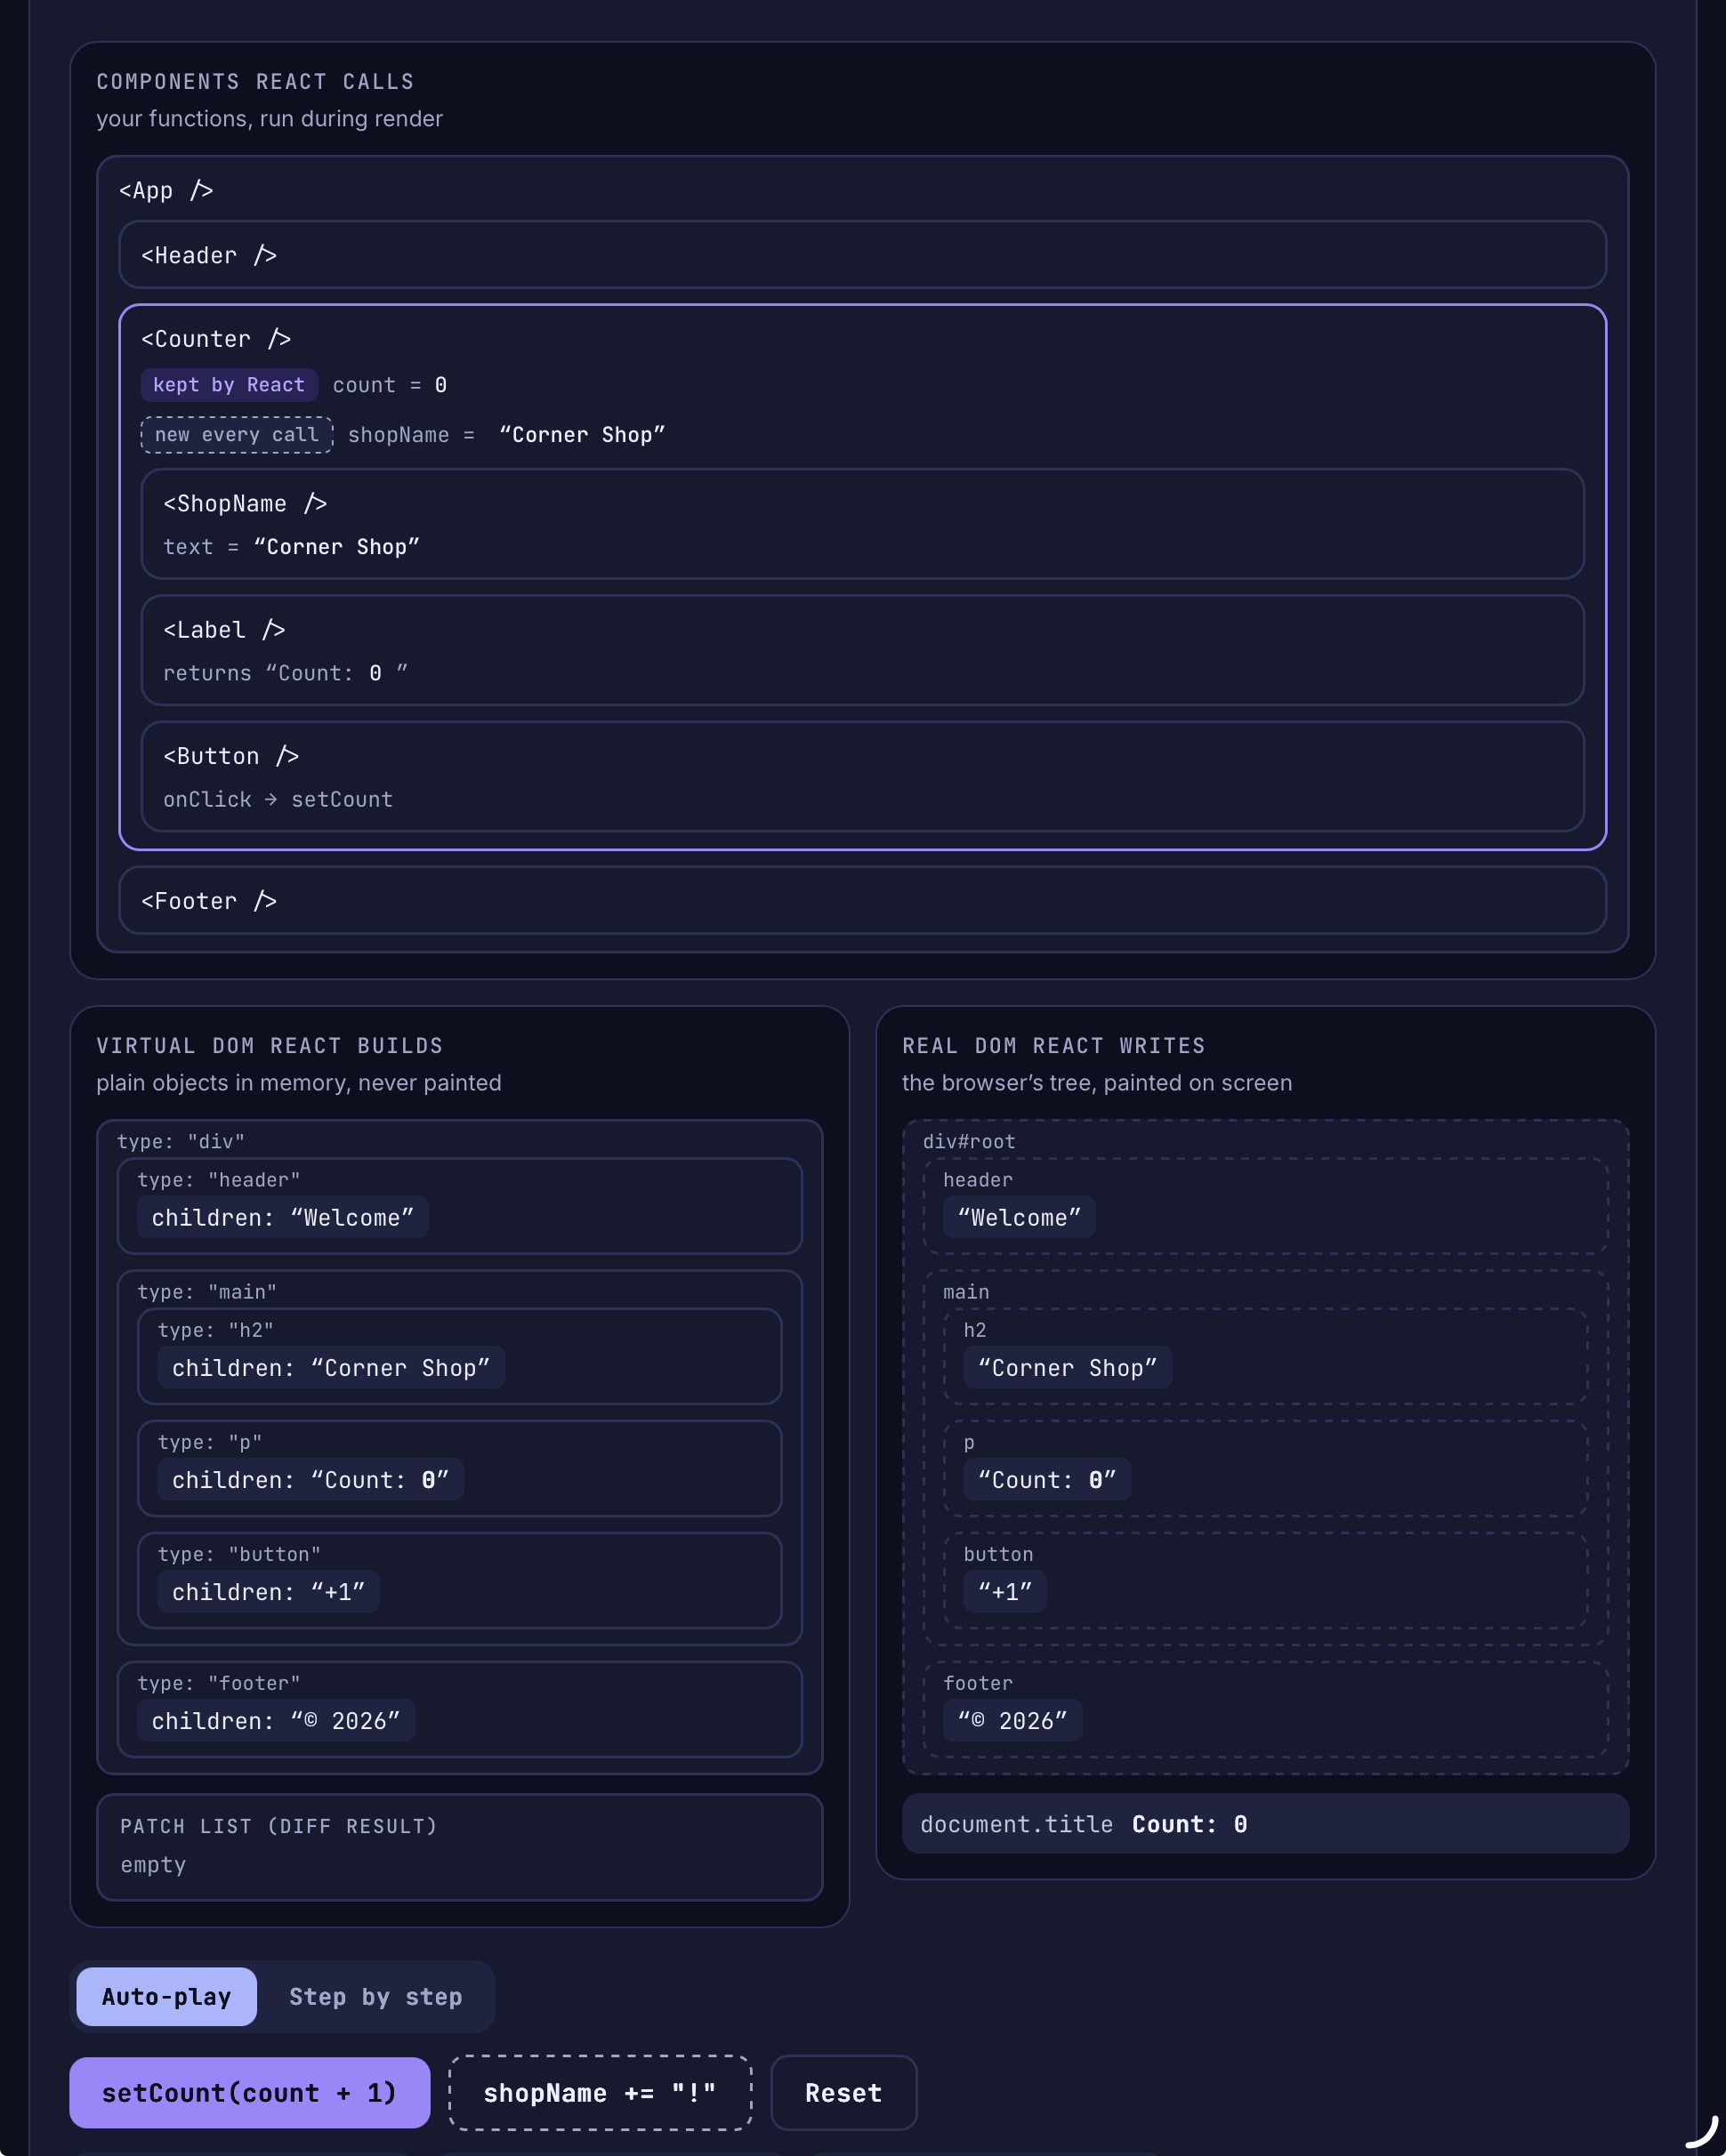 COMPONENTS REACT CALLS
your functions, run during render
<App />
<Header />
<Counter />
kept by React count = 0
new every call shopName = “Corner Shop”
<ShopName />
text = “Corner Shop”
<Label />
returns “Count: 0 ”
<Button />
onClick → setCount
<Footer />
VIRTUAL DOM REACT BUILDS
plain objects in memory, never painted
type: "div"
type: "header"
children: “Welcome”
type: "main"
type: "h2"
children: “Corner Shop”
type: "p"
children: “Count: 0”
type: "button"
children: “+1”
type: "footer"
children: “© 2026”
PATCH LIST (DIFF RESULT)
empty
REAL DOM REACT WRITES
the browser’s tree, painted on screen
div#root
header
“Welcome”
main
h2
“Corner Shop”
p
“Count: 0”
button
“+1”
footer
“© 2026”
document.title Count: 0
Auto-play Step by step
setCount(count + 1) shopName += "!" Reset